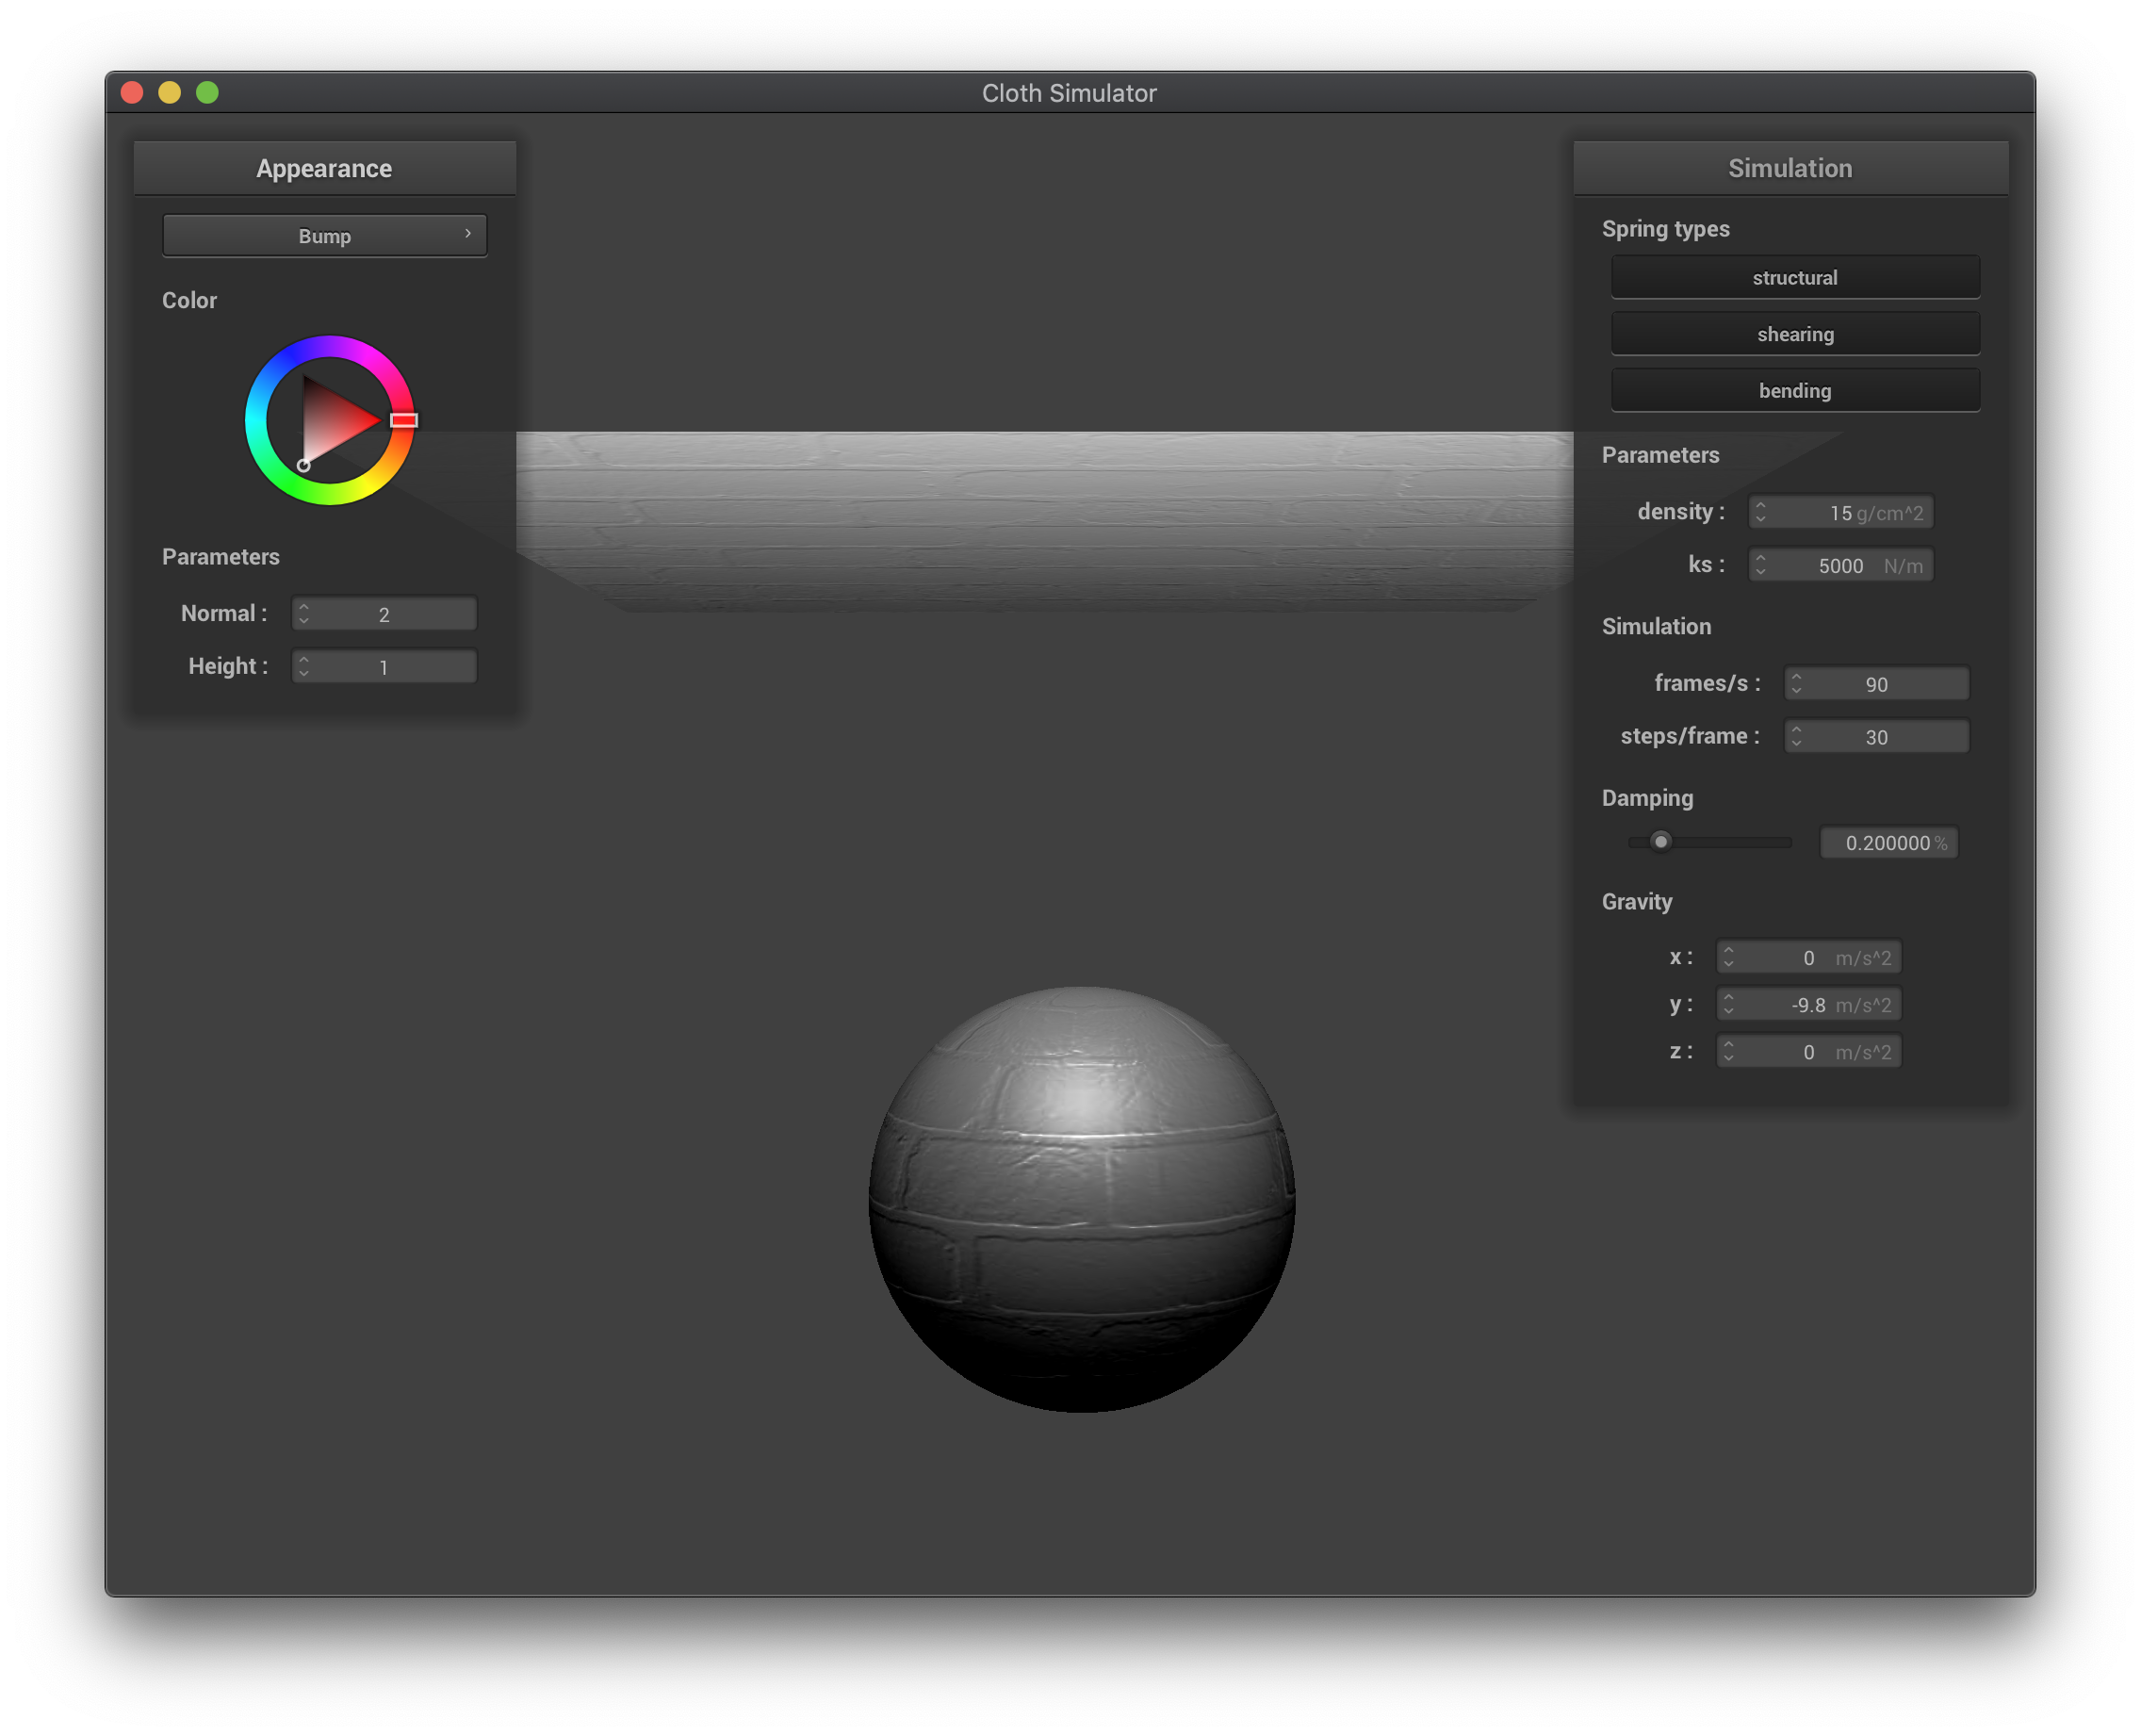 Cloth Simulator
Appearance
Bump
Color
Parameters
Normal : 2
Height : 1
Simulation
Spring types
structural
shearing
bending
Parameters
density : 15 g/cm^2
ks : 5000 N/m
Simulation
frames/s : 90
steps/frame : 30
Damping
0.200000 %
Gravity
x : 0 m/s^2
y : -9.8 m/s^2
z : 0 m/s^2